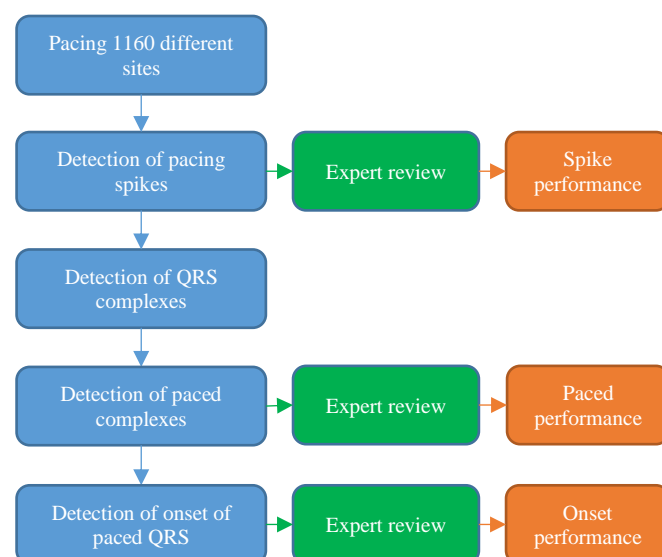 Pacing 1160 different
sites
Detection of pacing
spikes
Expert review
Spike
performance
Detection of QRS
complexes
Detection of paced
complexes
Expert review
Paced
performance
Detection of onset of
paced QRS
Expert review
Onset
performance